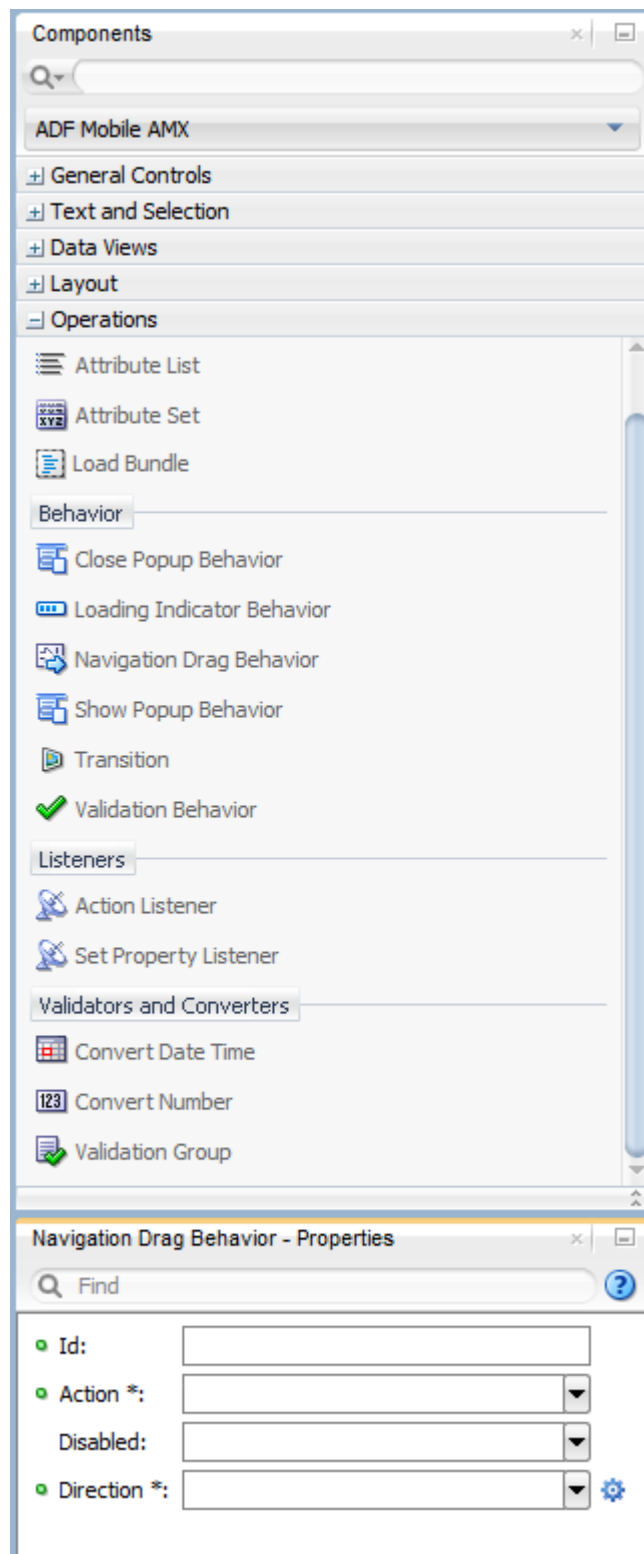 Components
ADF Mobile AMX
General Controls
Text and Selection
Data Views
Layout
Operations
Attribute List
XYZ
Attribute Set
Load Bundle
Behavior
Close Popup Behavior
Loading Indicator Behavior
Navigation Drag Behavior
Show Popup Behavior
Transition
Validation Behavior
Listeners
Action Listener
Set Property Listener
Validators and Converters
Convert Date Time
123 Convert Number
Validation Group
Navigation Drag Behavior - Properties
Find
Id:
Action *:
Disabled:
Direction *: